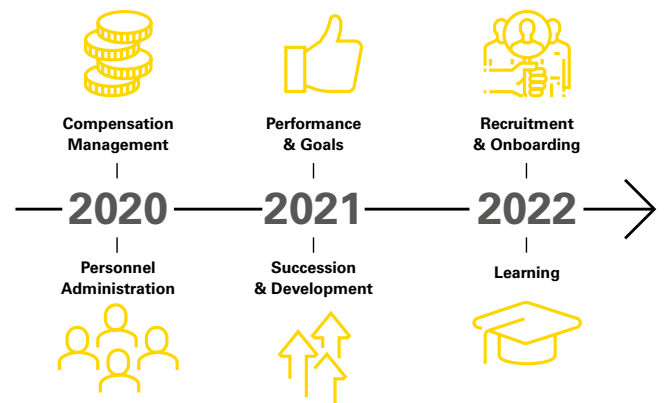 Compensation
Management
Performance
& Goals
Recruitment
& Onboarding
2020
2021
2022
Personnel
Administration
Succession
& Development
Learning